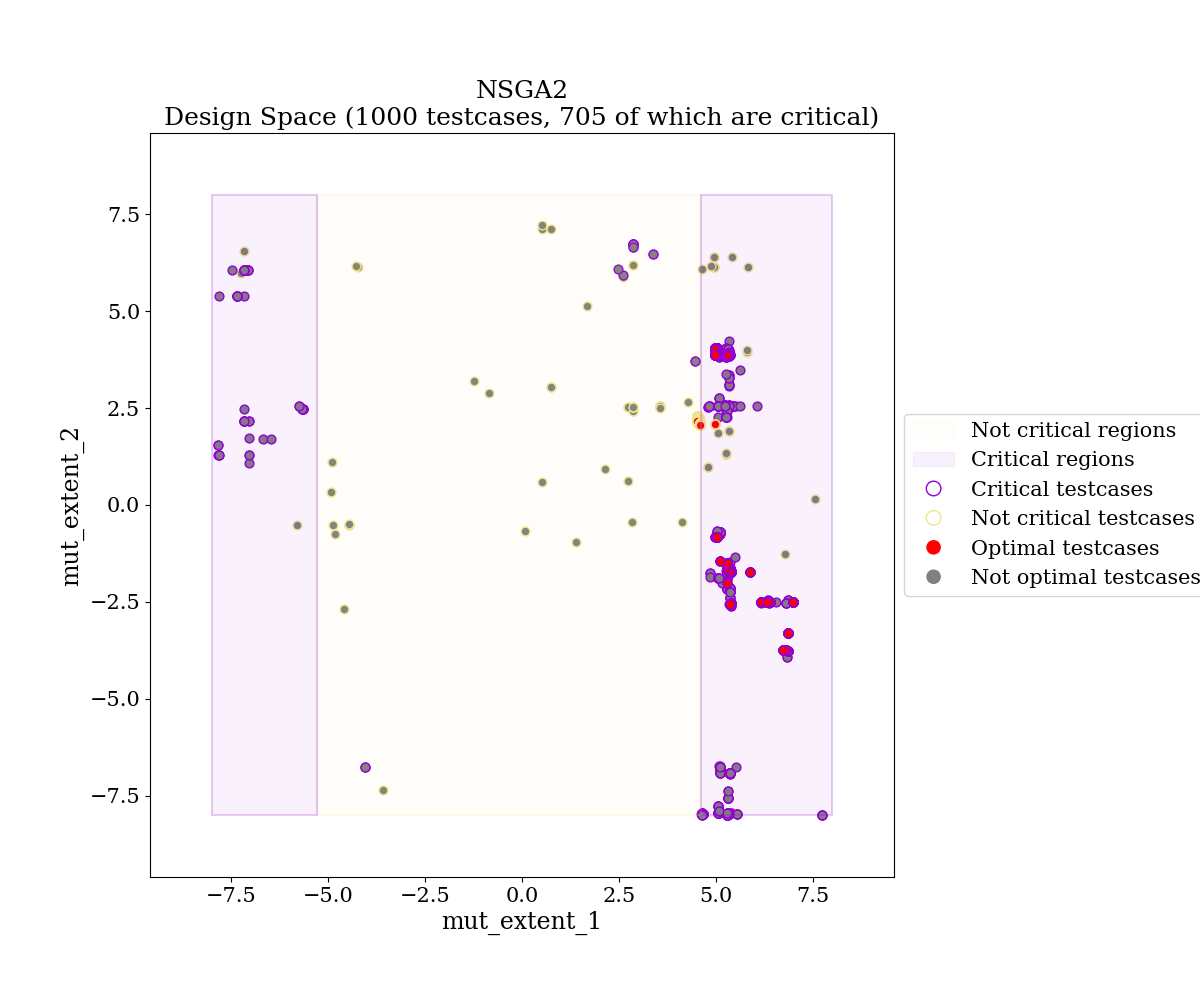 NSGA2
Design Space (1000 testcases, 705 of which are critical)
7.5
5.0
2.5
0.0
−2.5
−5.0
−7.5
mut_extent_2
−7.5
−5.0
−2.5
0.0
2.5
5.0
7.5
mut_extent_1
Not critical regions
Critical regions
Critical testcases
Not critical testcases
Optimal testcases
Not optimal testcases